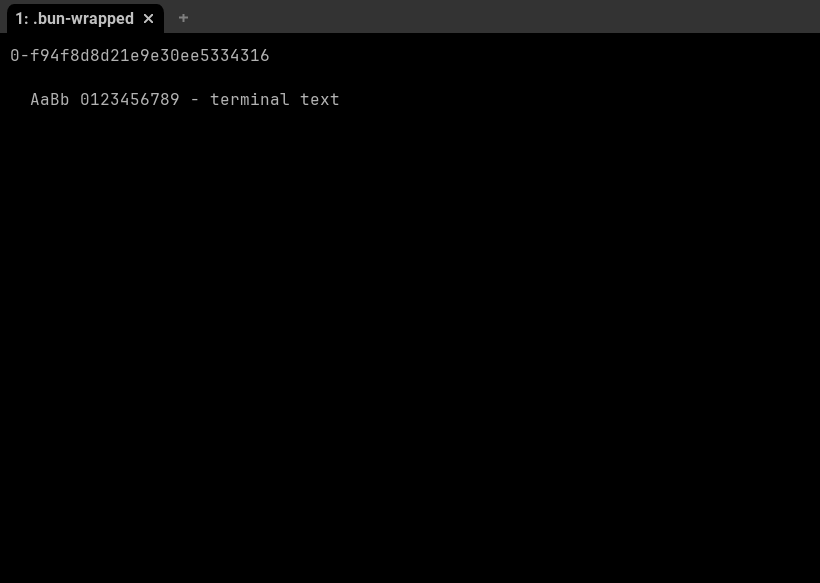 1: .bun-wrapped ✕ +
0-f94f8d8d21e9e30ee5334316
AaBb 0123456789 - terminal text